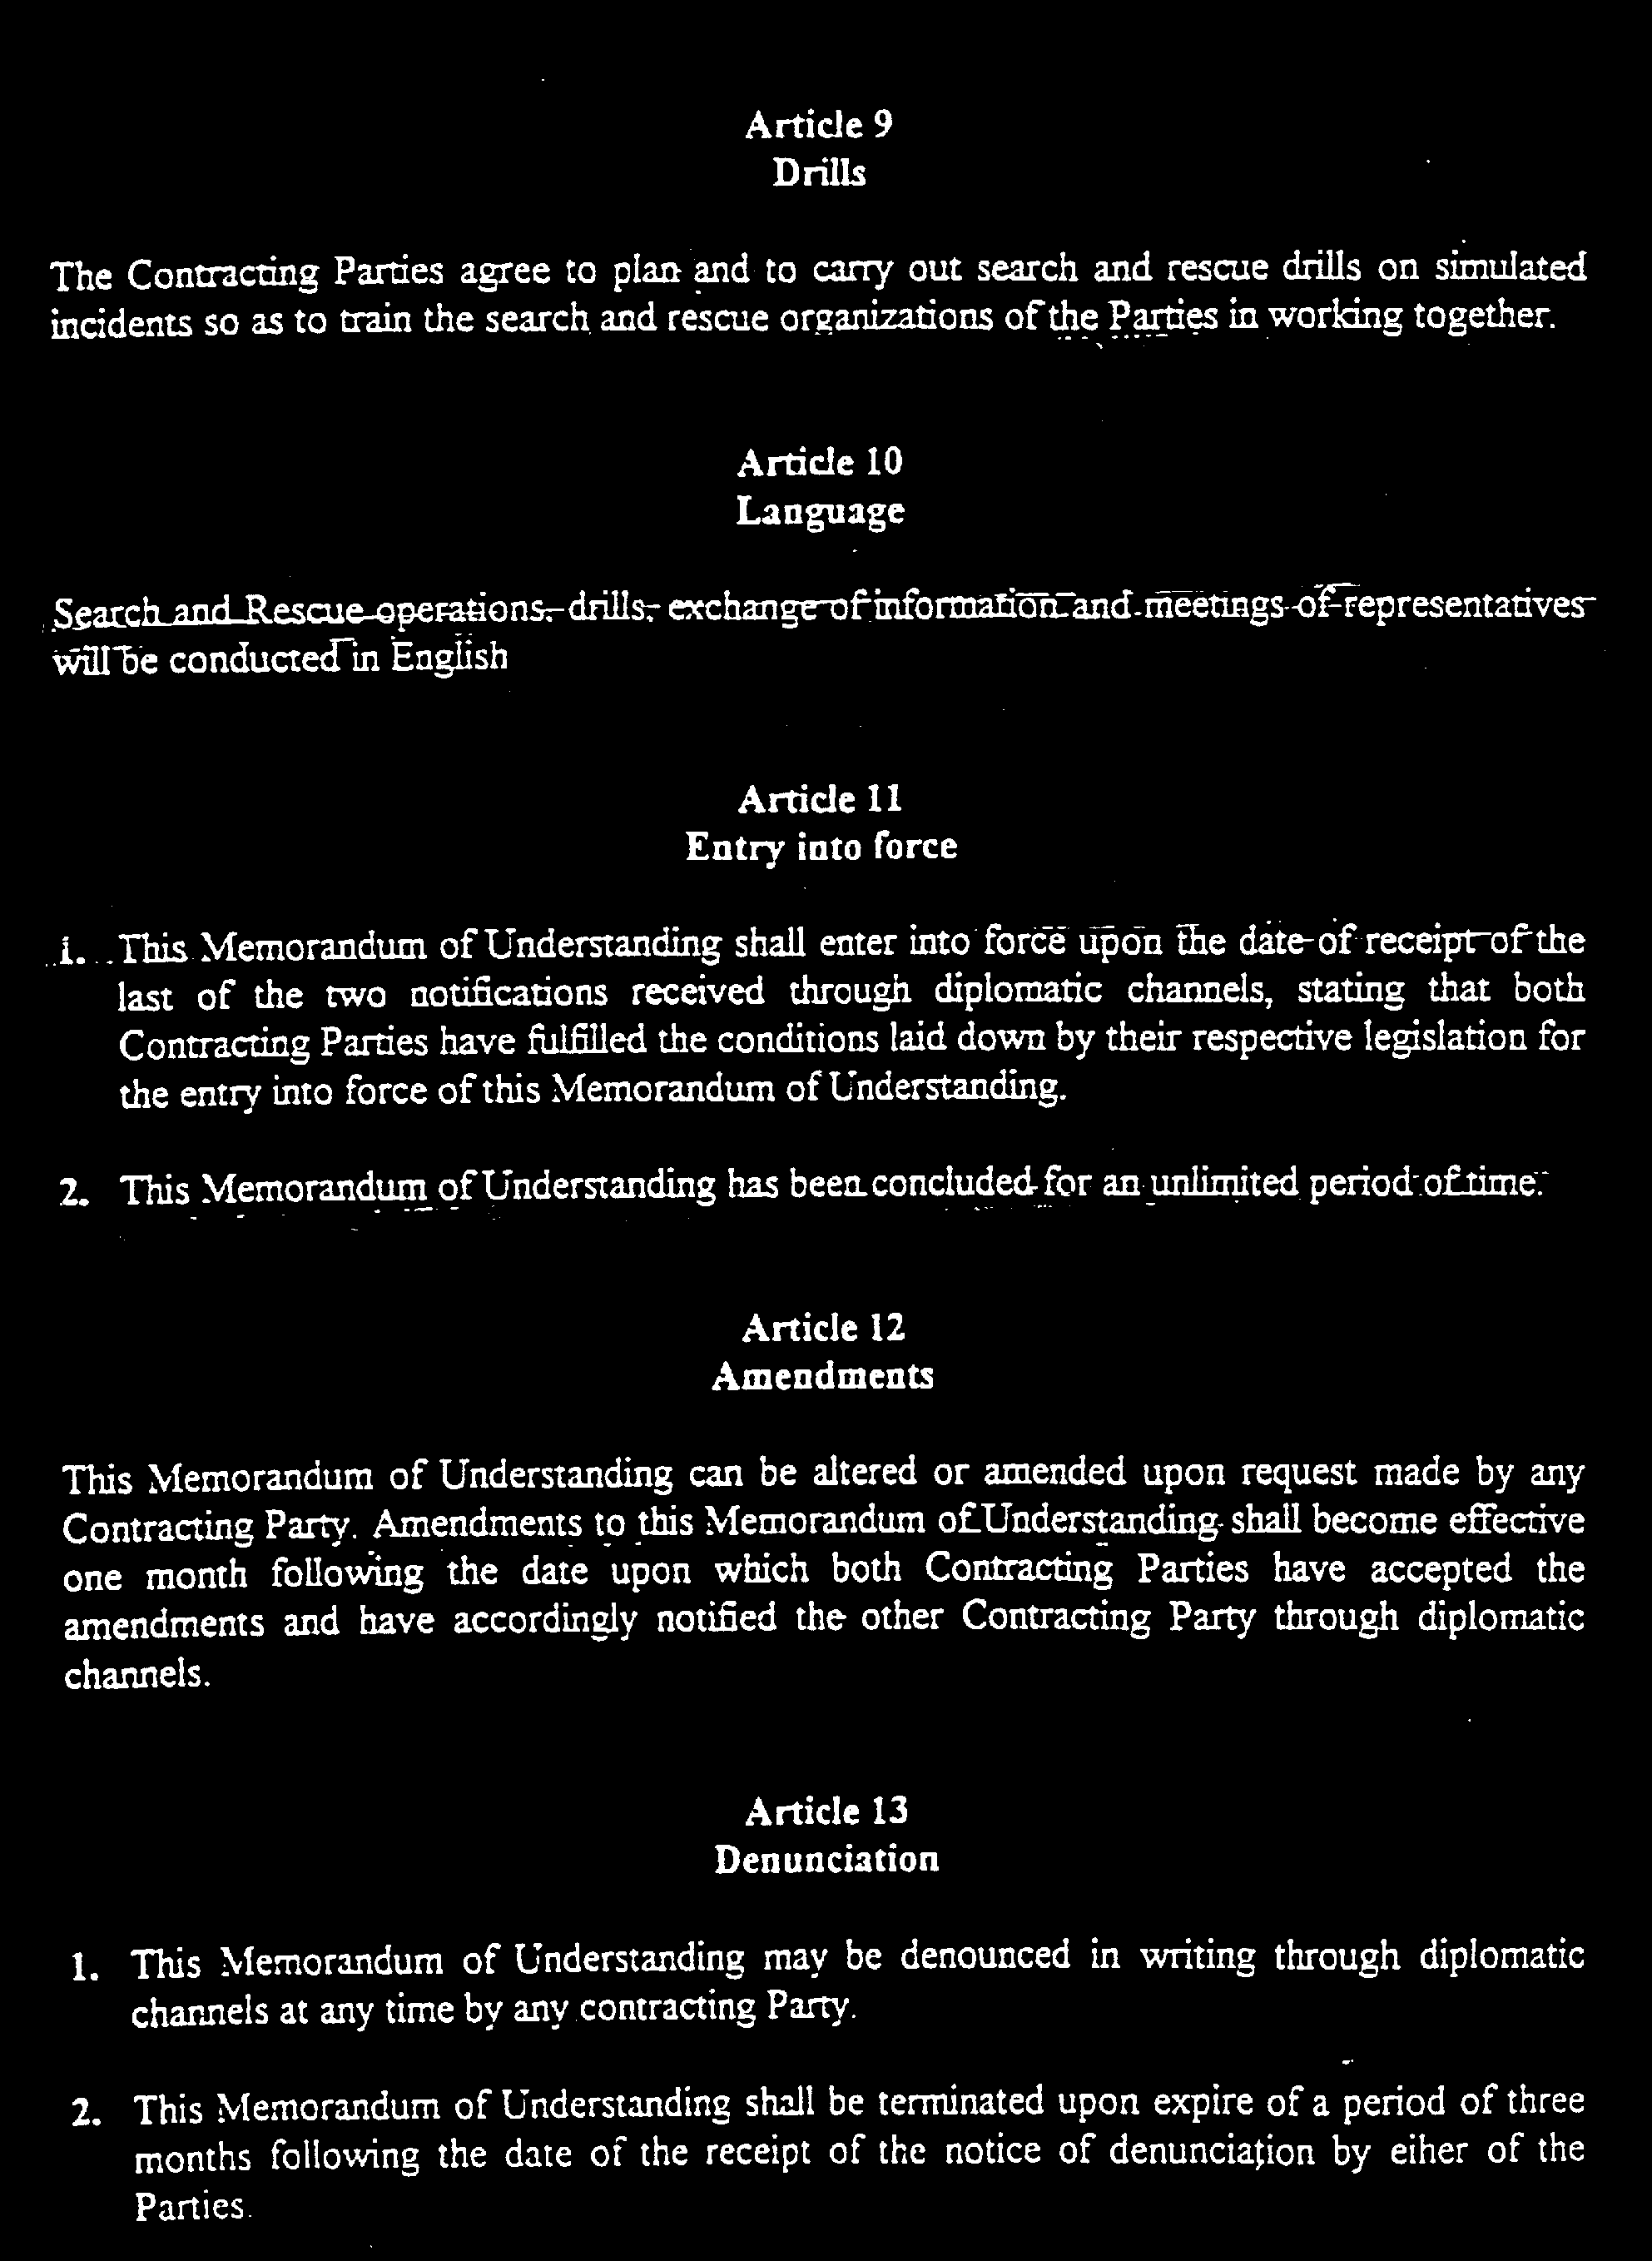 Article 9
Drills
The Contracting Parties agree to plan and to carry out search and rescue drills on simulated
incidents so as to train the search and rescue organizations of the Parties in working together.
Article 10
Language
Search and Rescue operations, drills, exchange of information and meetings of representatives
will be conducted in English
Article 11
Entry into force
1. This Memorandum of Understanding shall enter into force upon the date of receipt of the
last of the two notifications received through diplomatic channels, stating that both
Contracting Parties have fulfilled the conditions laid down by their respective legislation for
the entry into force of this Memorandum of Understanding.
2. This Memorandum of Understanding has been concluded for an unlimited period of time.
Article 12
Amendments
This Memorandum of Understanding can be altered or amended upon request made by any
Contracting Party. Amendments to this Memorandum of Understanding shall become effective
one month following the date upon which both Contracting Parties have accepted the
amendments and have accordingly notified the other Contracting Party through diplomatic
channels.
Article 13
Denunciation
1. This Memorandum of Understanding may be denounced in writing through diplomatic
channels at any time by any contracting Party.
2. This Memorandum of Understanding shall be terminated upon expire of a period of three
months following the date of the receipt of the notice of denunciation by eiher of the
Parties.